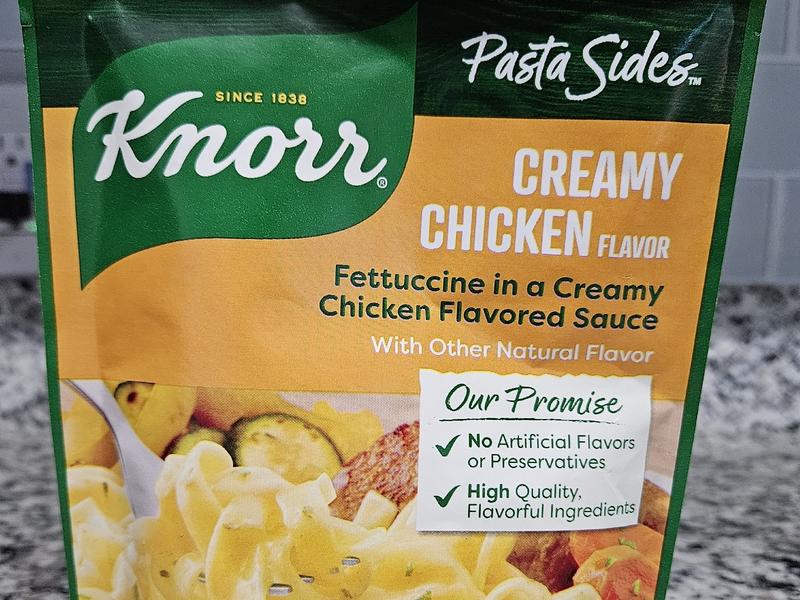 Pasta Sides™
SINCE 1838
Knorr®
CREAMY
CHICKEN FLAVOR
Fettuccine in a Creamy
Chicken Flavored Sauce
With Other Natural Flavor
Our Promise
✓ No Artificial Flavors
or Preservatives
✓ High Quality,
Flavorful Ingredients